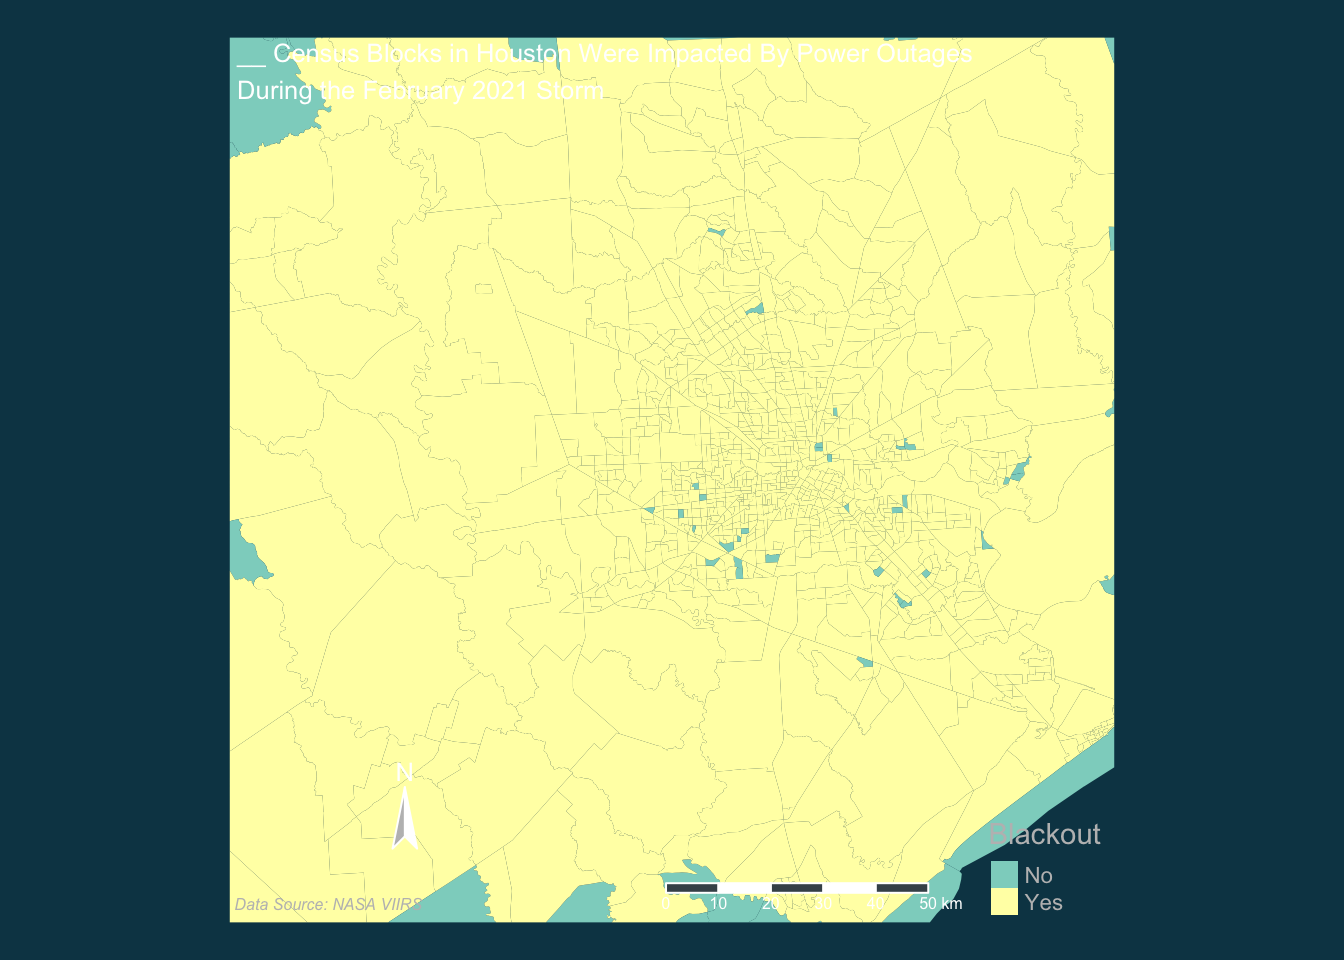 __ Census Blocks in Houston Were Impacted By Power Outages
During the February 2021 Storm
N
Blackout
No
Yes
Data Source: NASA VIIRS
0 10 20 30 40 50 km